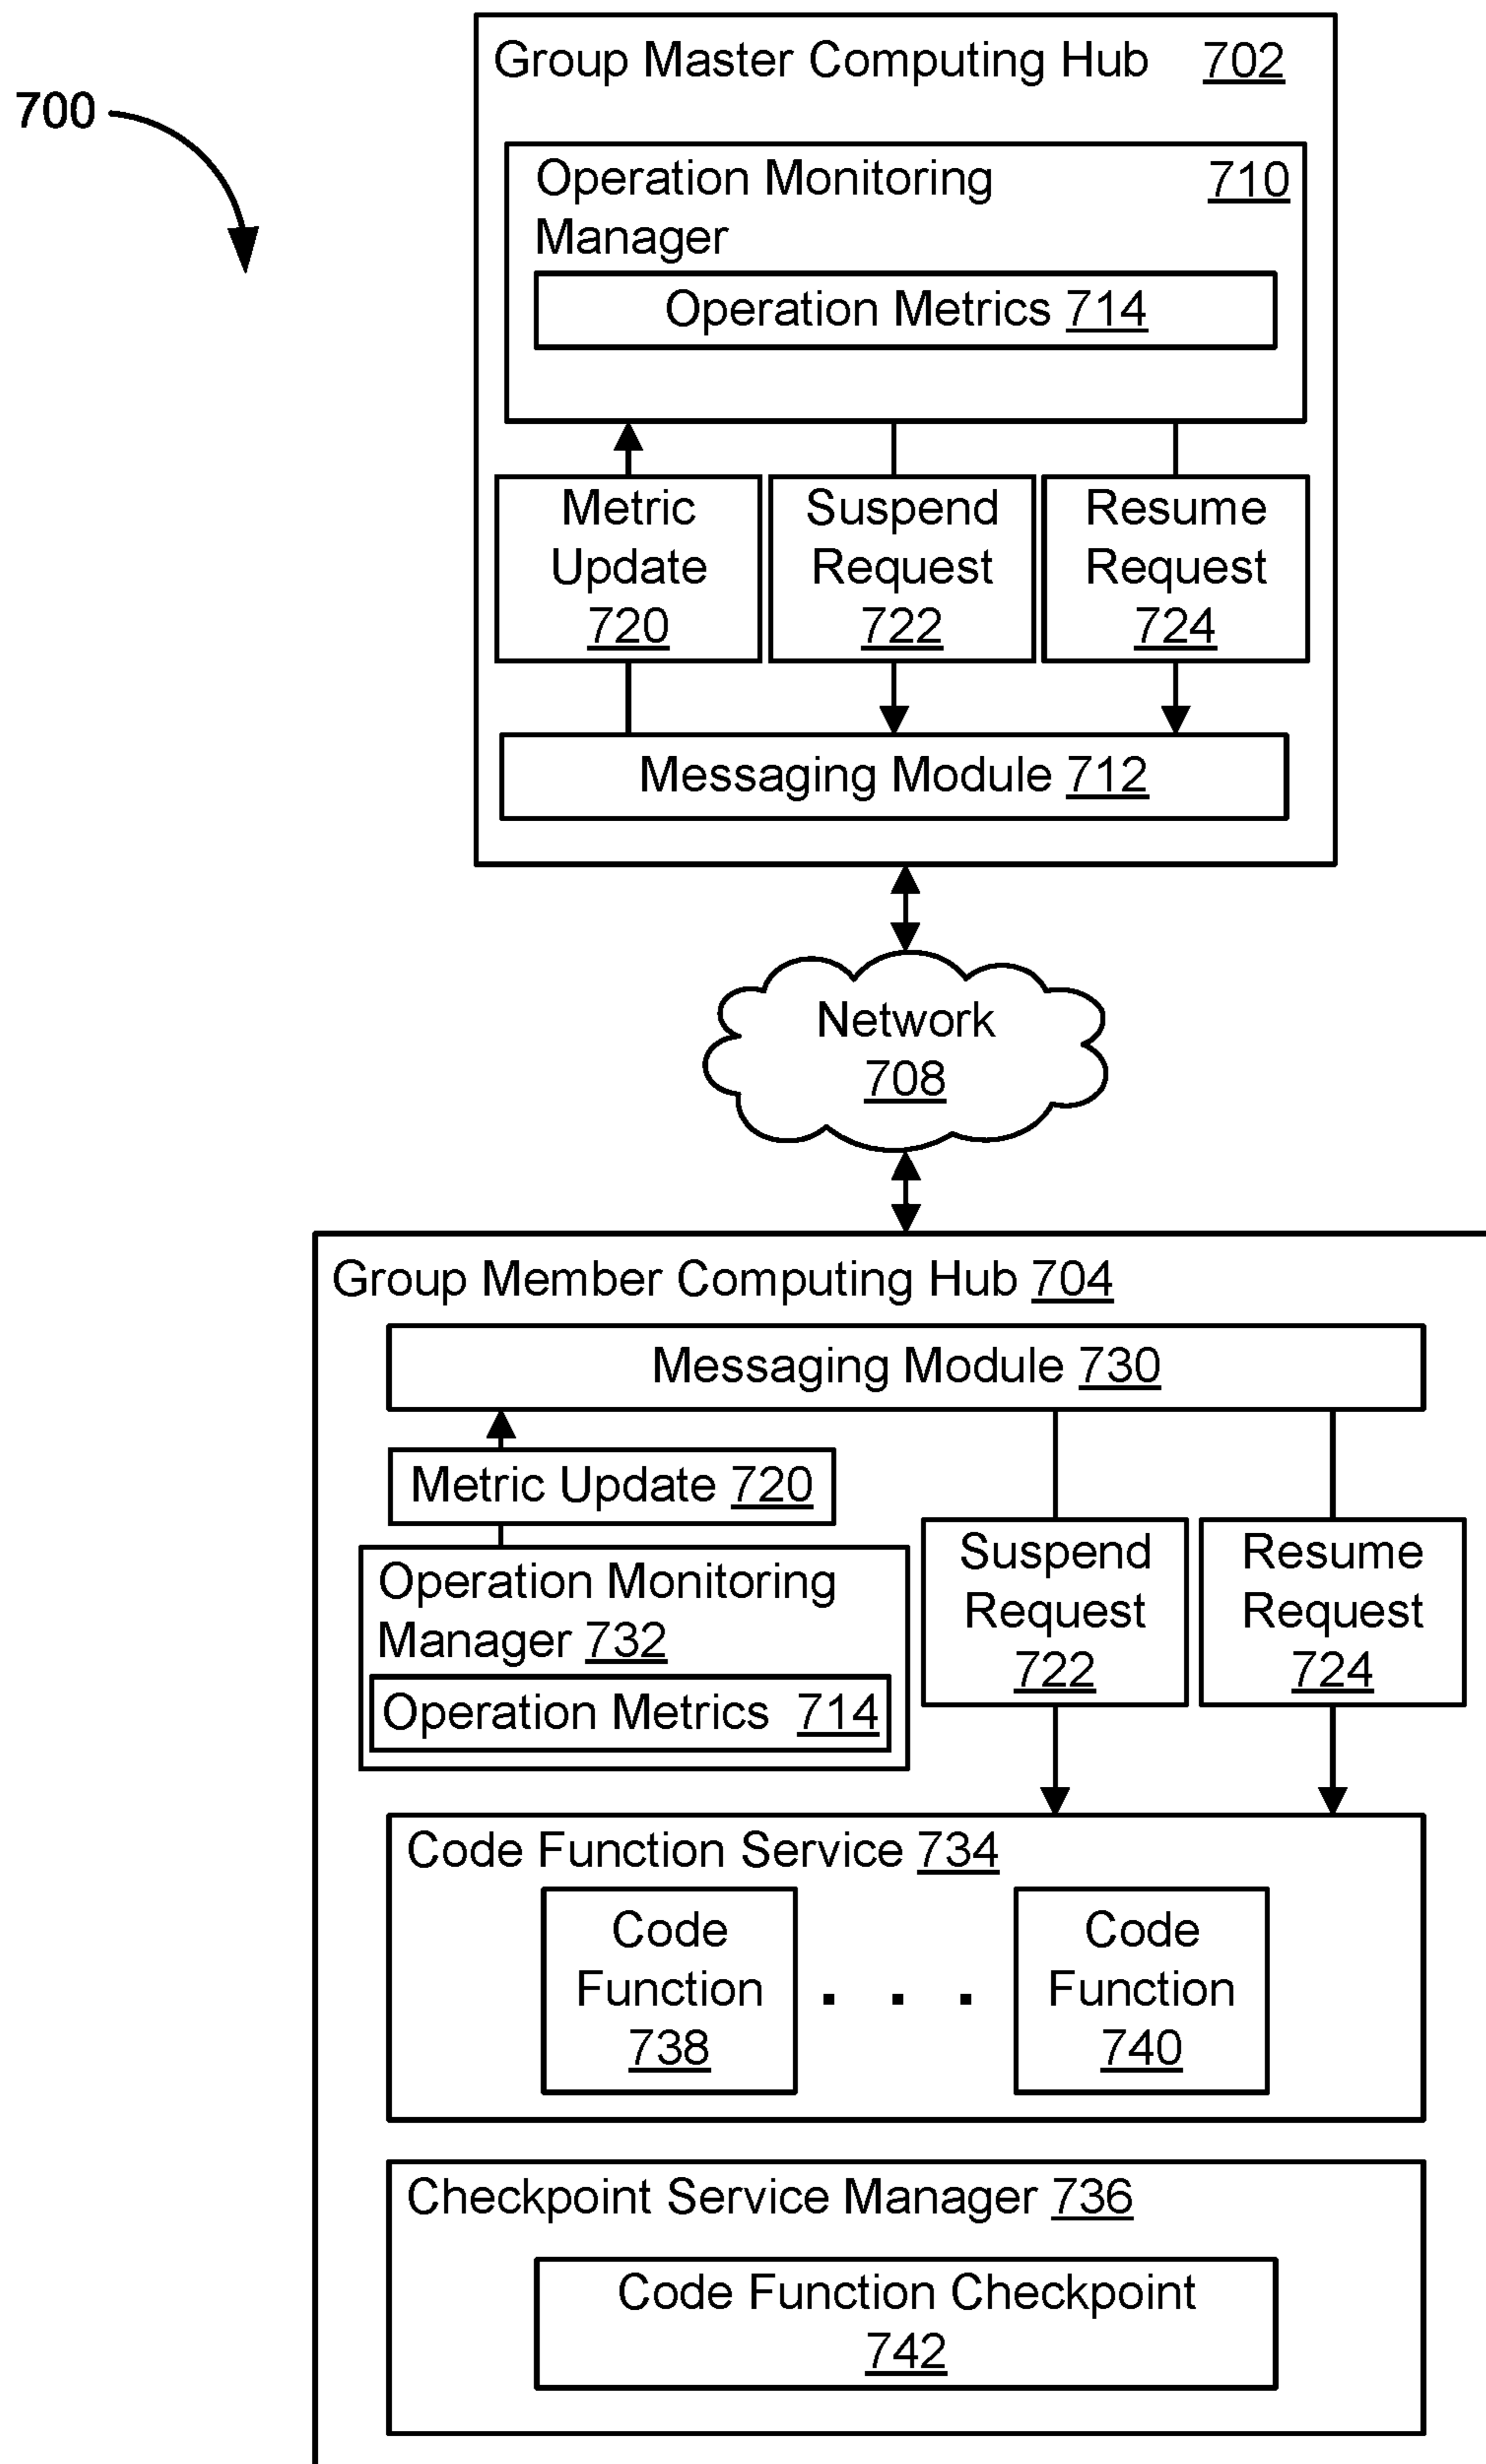 700
Group Master Computing Hub 702
Operation Monitoring 710
Manager
Operation Metrics 714
Metric
Update
720
Suspend
Request
722
Resume
Request
724
Messaging Module 712
Network
708
Group Member Computing Hub 704
Messaging Module 730
Metric Update 720
Operation Monitoring
Manager 732
Operation Metrics 714
Suspend
Request
722
Resume
Request
724
Code Function Service 734
Code
Function
738
. . .
Code
Function
740
Checkpoint Service Manager 736
Code Function Checkpoint
742